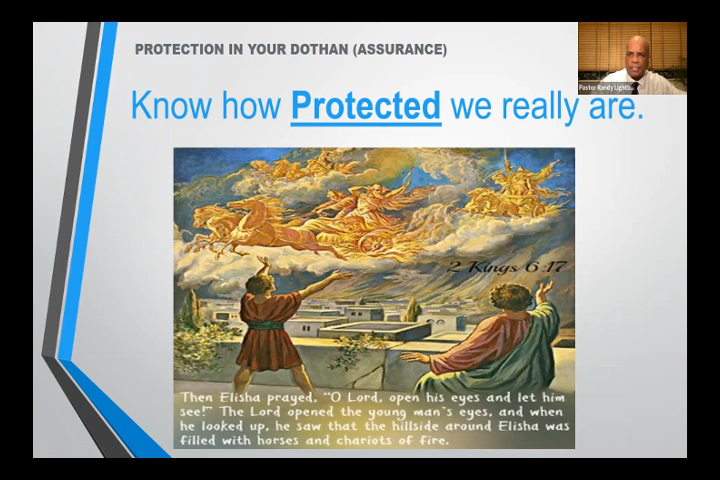 PROTECTION IN YOUR DOTHAN (ASSURANCE)
Pastor Randy
Know how Protected we really are.
2 Kings 6:17
Then Elisha prayed, "O Lord, open his eyes and let him
see!" The Lord opened the young man's eyes, and when
he looked up, he saw that the hillside around Elisha was
filled with horses and chariots of fire.